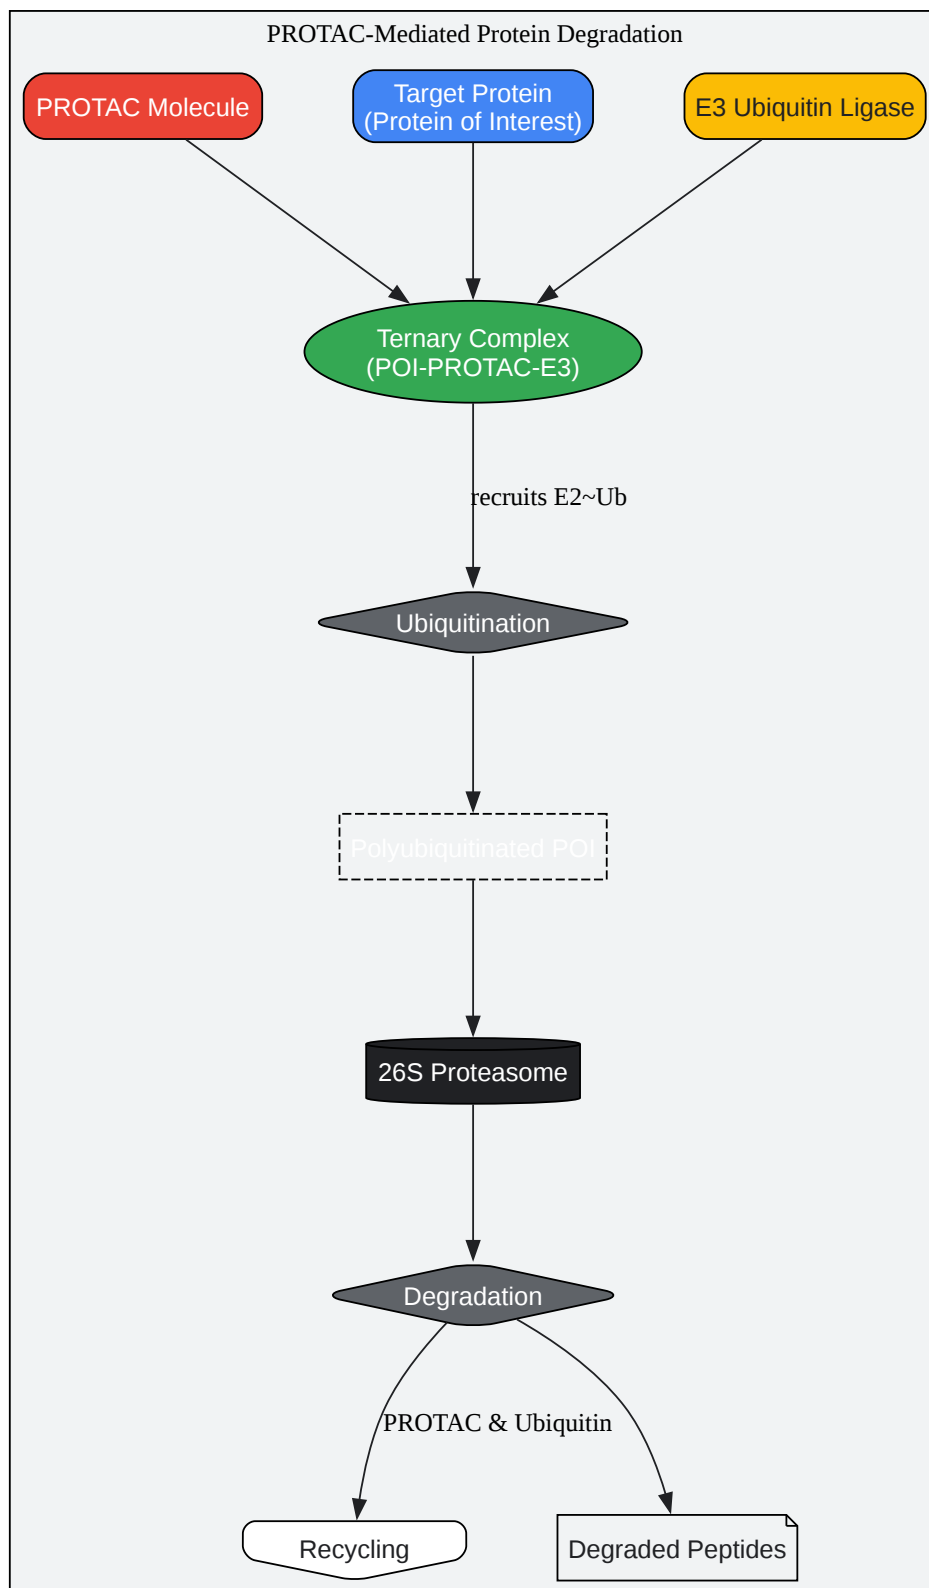 PROTAC-Mediated Protein Degradation
PROTAC Molecule
Target Protein
(Protein of Interest)
E3 Ubiquitin Ligase
Ternary Complex
(POI-PROTAC-E3)
recruits E2~Ub
Ubiquitination
Polyubiquitinated POI
26S Proteasome
Degradation
PROTAC & Ubiquitin
Recycling
Degraded Peptides